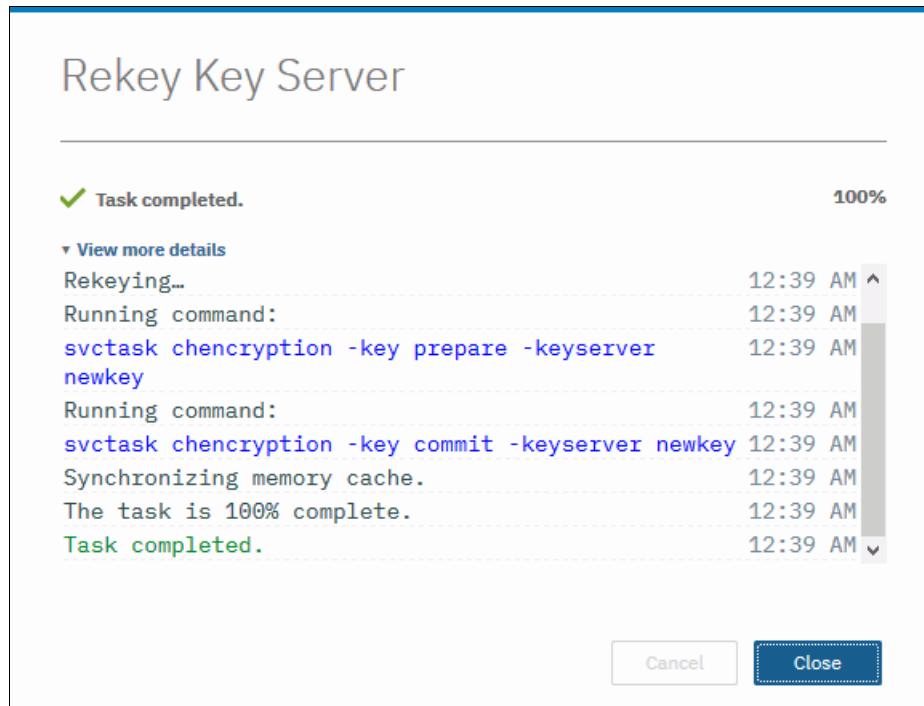 Rekey Key Server
Task completed. 100%
View more details
Rekeying… 12:39 AM
Running command: 12:39 AM
svctask chencryption -key prepare -keyserver 12:39 AM
newkey
Running command: 12:39 AM
svctask chencryption -key commit -keyserver newkey 12:39 AM
Synchronizing memory cache. 12:39 AM
The task is 100% complete. 12:39 AM
Task completed. 12:39 AM
Cancel Close